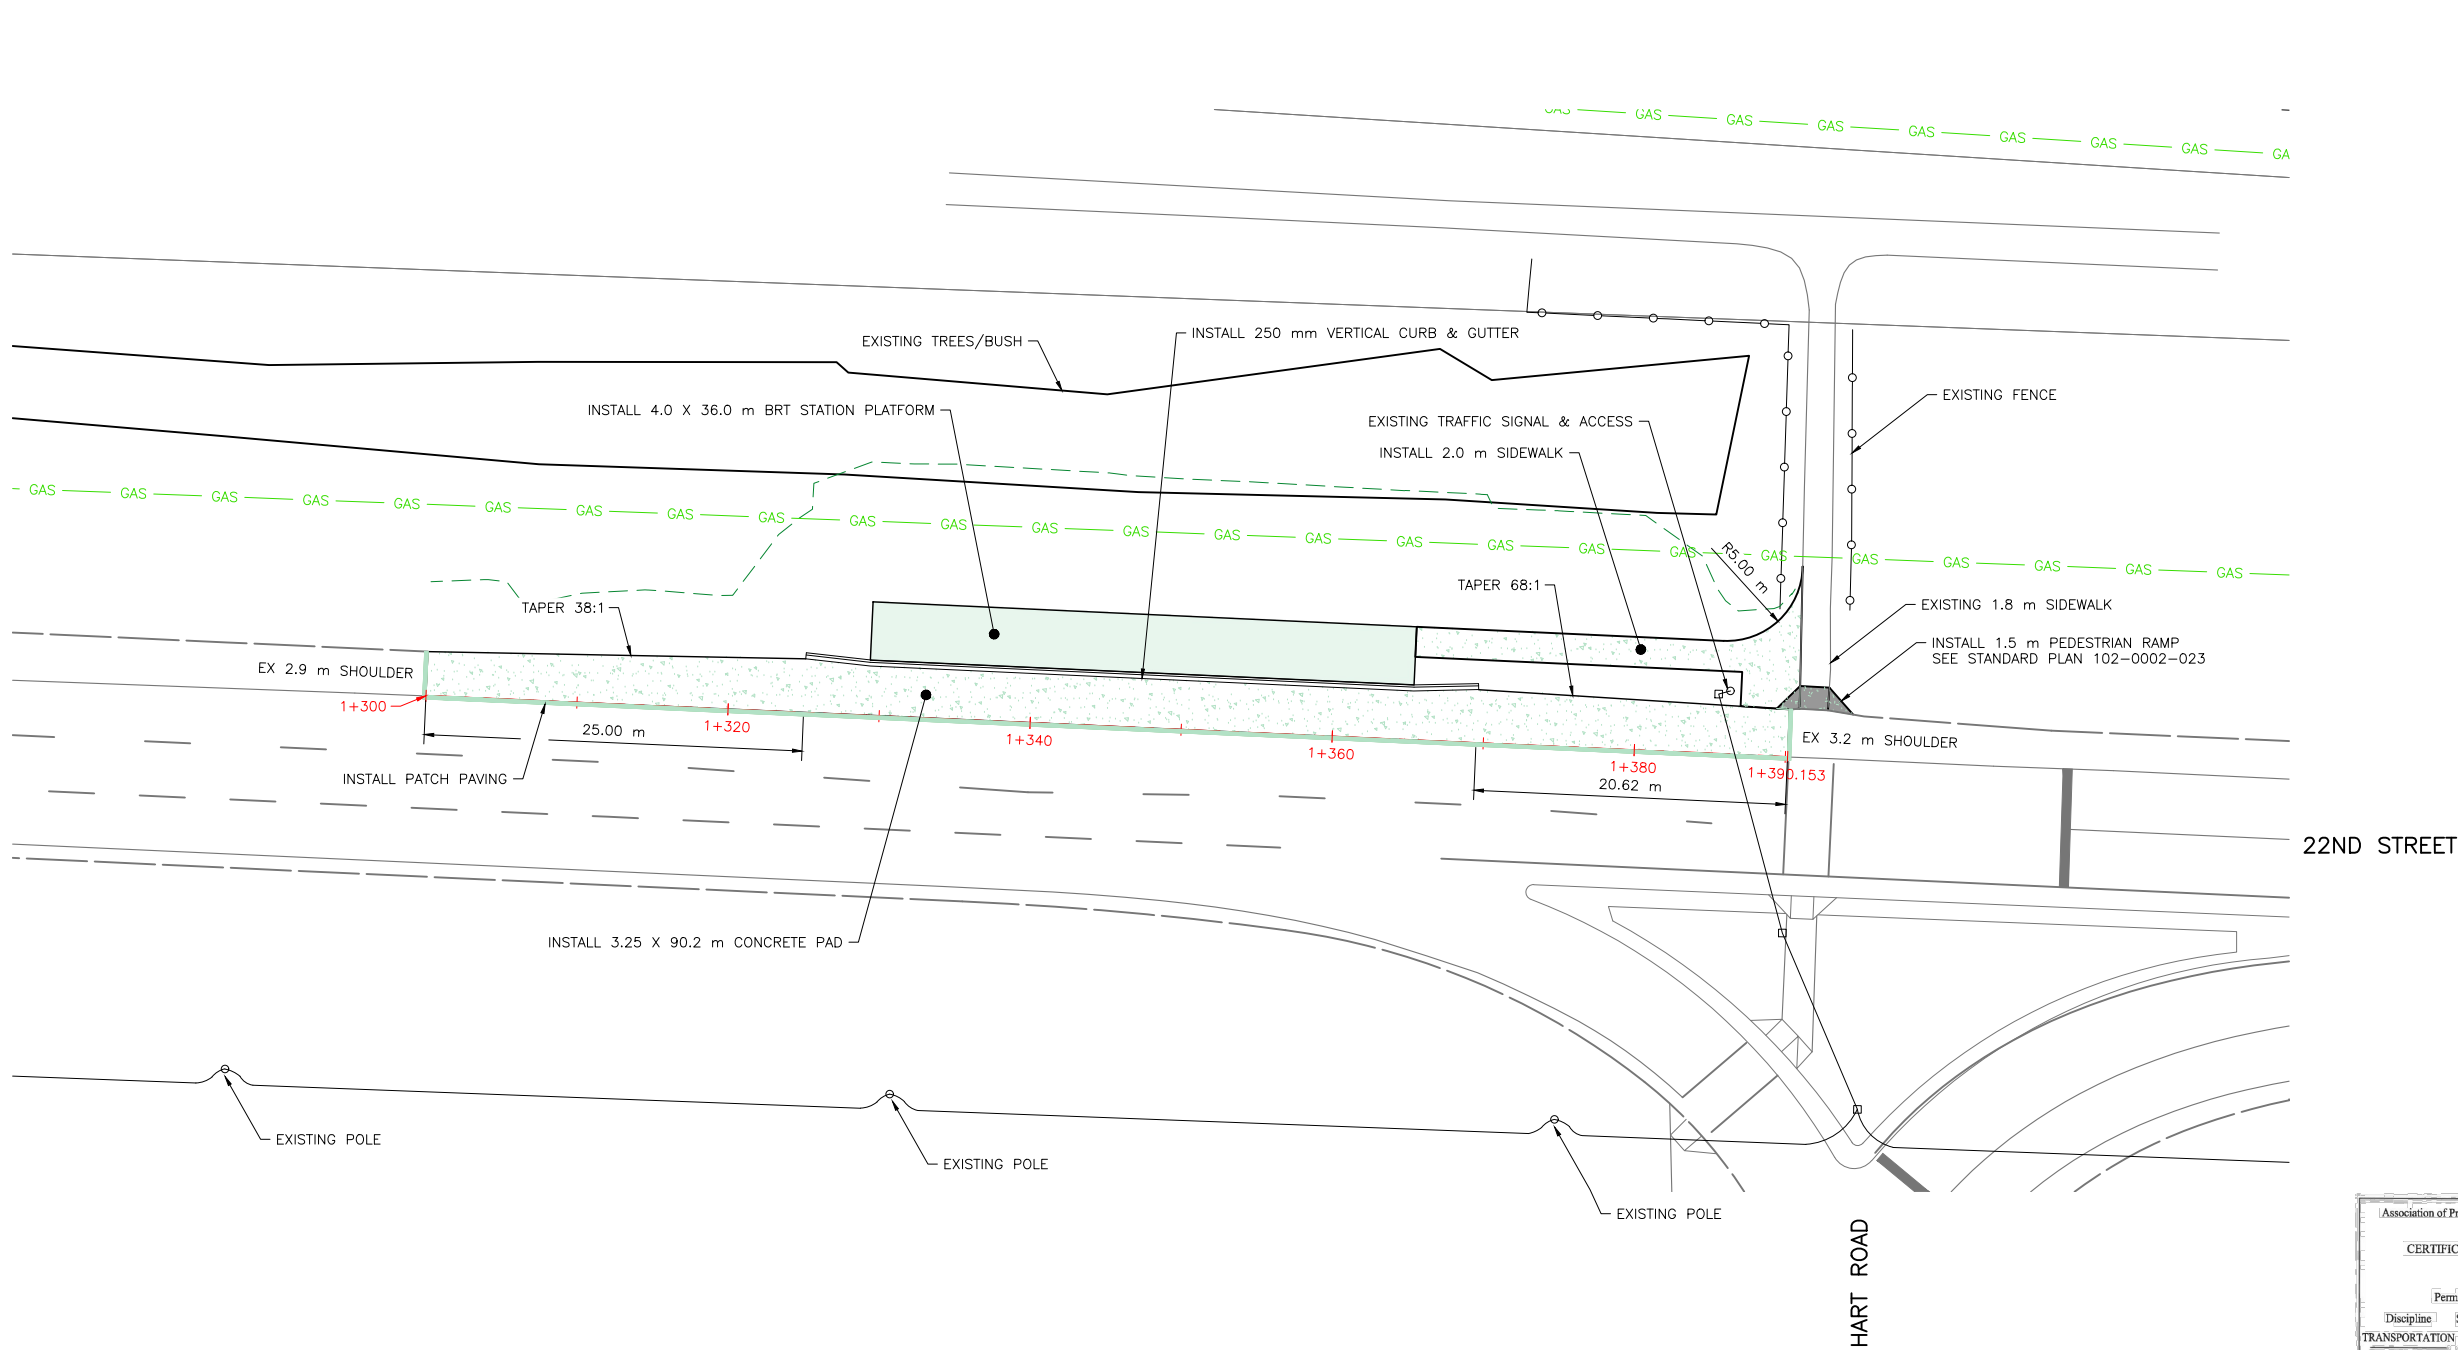 GAS GAS GAS GAS GAS GAS GAS GA
EXISTING TREES/BUSH
INSTALL 250 mm VERTICAL CURB & GUTTER
EXISTING FENCE
INSTALL 4.0 X 36.0 m BRT STATION PLATFORM
EXISTING TRAFFIC SIGNAL & ACCESS
INSTALL 2.0 m SIDEWALK
GAS GAS GAS GAS GAS GAS GAS GAS GAS GAS GAS GAS GAS GAS GAS GAS GAS GAS GAS GAS GAS GAS GAS GAS GAS
R5.00 m
TAPER 68:1
TAPER 38:1
EXISTING 1.8 m SIDEWALK
INSTALL 1.5 m PEDESTRIAN RAMP
SEE STANDARD PLAN 102-0002-023
EX 2.9 m SHOULDER
1+300
1+320
1+340
1+360
1+380
1+390.153
EX 3.2 m SHOULDER
25.00 m
20.62 m
INSTALL PATCH PAVING
22ND STREET
INSTALL 3.25 X 90.2 m CONCRETE PAD
EXISTING POLE
EXISTING POLE
EXISTING POLE
HART ROAD
Association of
CERTIFIC
Perm
Discipline
TRANSPORTATION